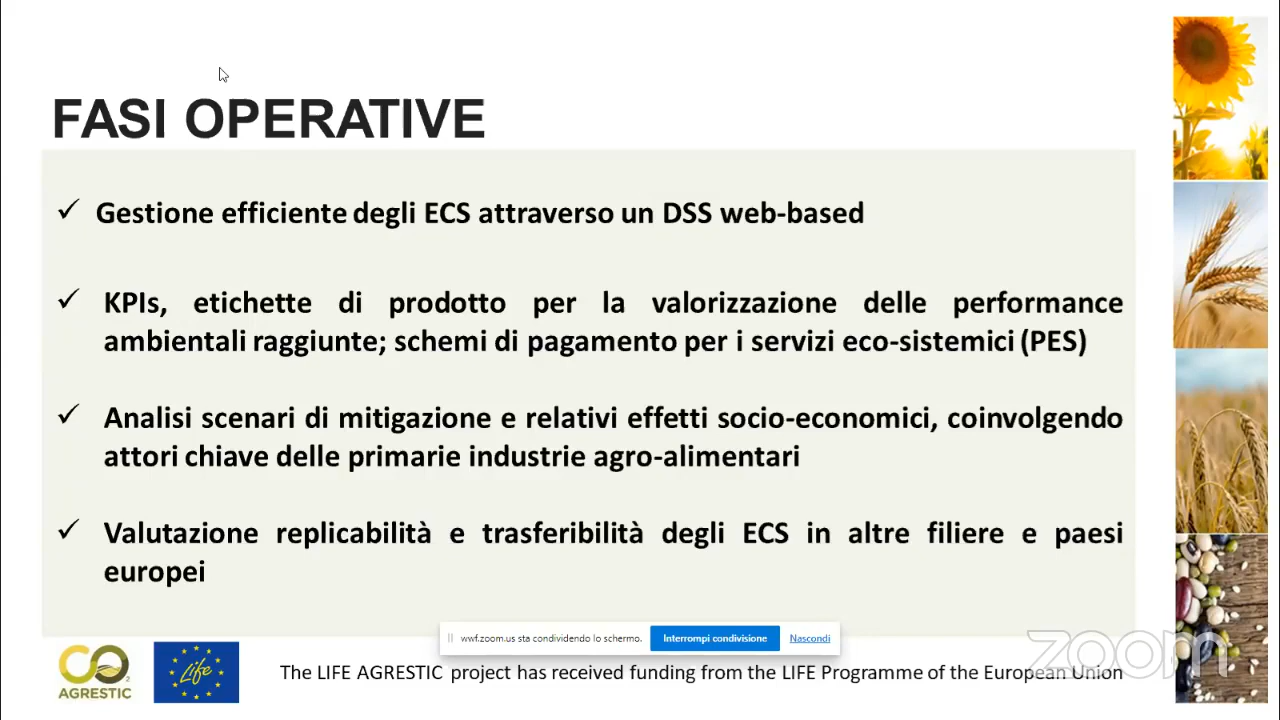 FASI OPERATIVE
✓ Gestione efficiente degli ECS attraverso un DSS web-based
✓ KPIs, etichette di prodotto per la valorizzazione delle performance
ambientali raggiunte; schemi di pagamento per i servizi eco-sistemici (PES)
✓ Analisi scenari di mitigazione e relativi effetti socio-economici, coinvolgendo
attori chiave delle primarie industrie agro-alimentari
✓ Valutazione replicabilità e trasferibilità degli ECS in altre filiere e paesi
europei
wwf.zoom.us sta condividendo lo schermo. Interrompi condivisione Nascondi
CO2
AGRESTIC
Life
The LIFE AGRESTIC project has received funding from the LIFE Programme of the European Union
zoom